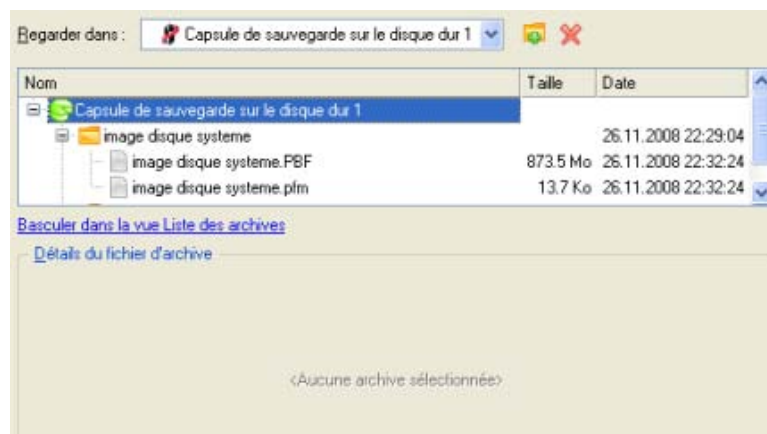 Regarder dans : Capsule de sauvegarde sur le disque dur 1
Nom Taille Date
Capsule de sauvegarde sur le disque dur 1
image disque systeme 26.11.2008 22:29:04
image disque systeme.PBF 873.5 Mo 26.11.2008 22:32:24
image disque systeme.pfm 13.7 Ko 26.11.2008 22:32:24
Basculer dans la vue Liste des archives
Détails du fichier d'archive
<Aucune archive sélectionnée>